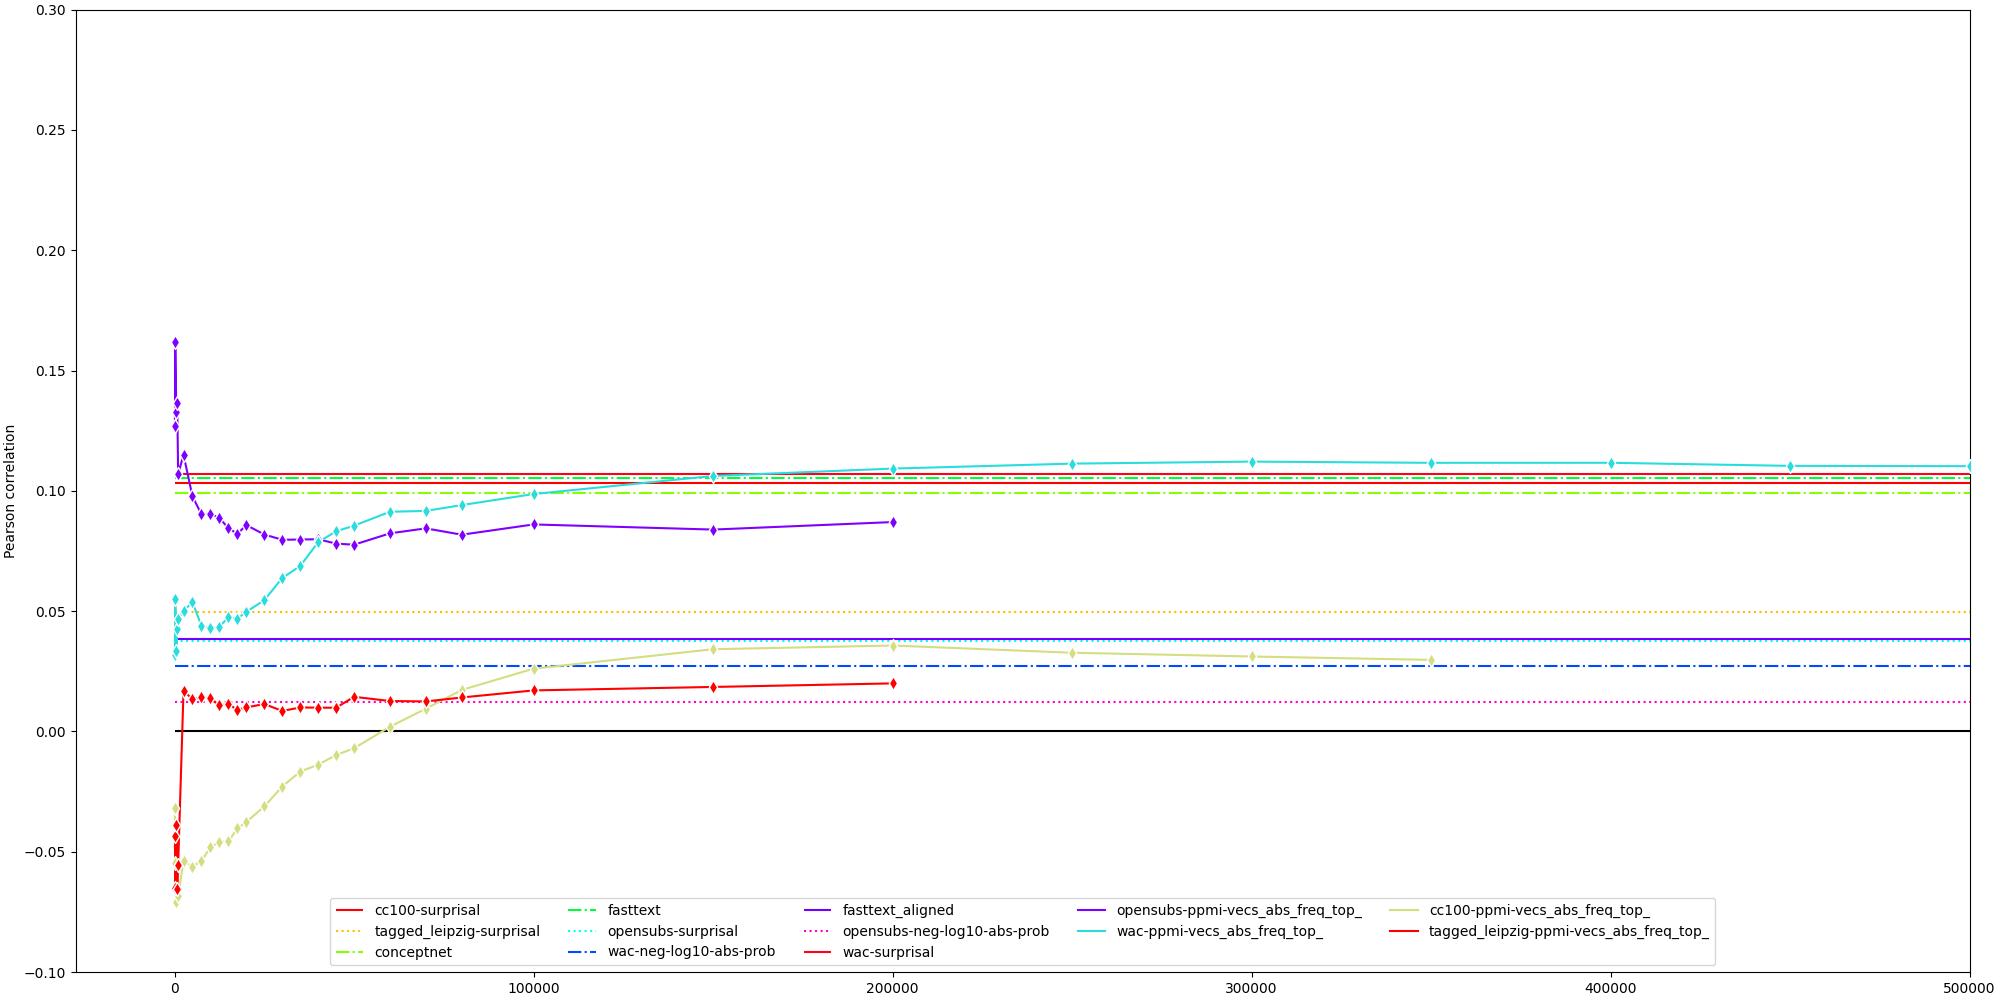 0.30
0.25
0.20
0.15
0.10
0.05
0.00
−0.05
−0.10
Pearson correlation
cc100-surprisal
tagged_leipzig-surprisal
conceptnet
fasttext
opensubs-surprisal
wac-neg-log10-abs-prob
fasttext_aligned
opensubs-neg-log10-abs-prob
wac-surprisal
opensubs-ppmi-vecs_abs_freq_top_
wac-ppmi-vecs_abs_freq_top_
cc100-ppmi-vecs_abs_freq_top_
tagged_leipzig-ppmi-vecs_abs_freq_top_
0 100000 200000 300000 400000 500000